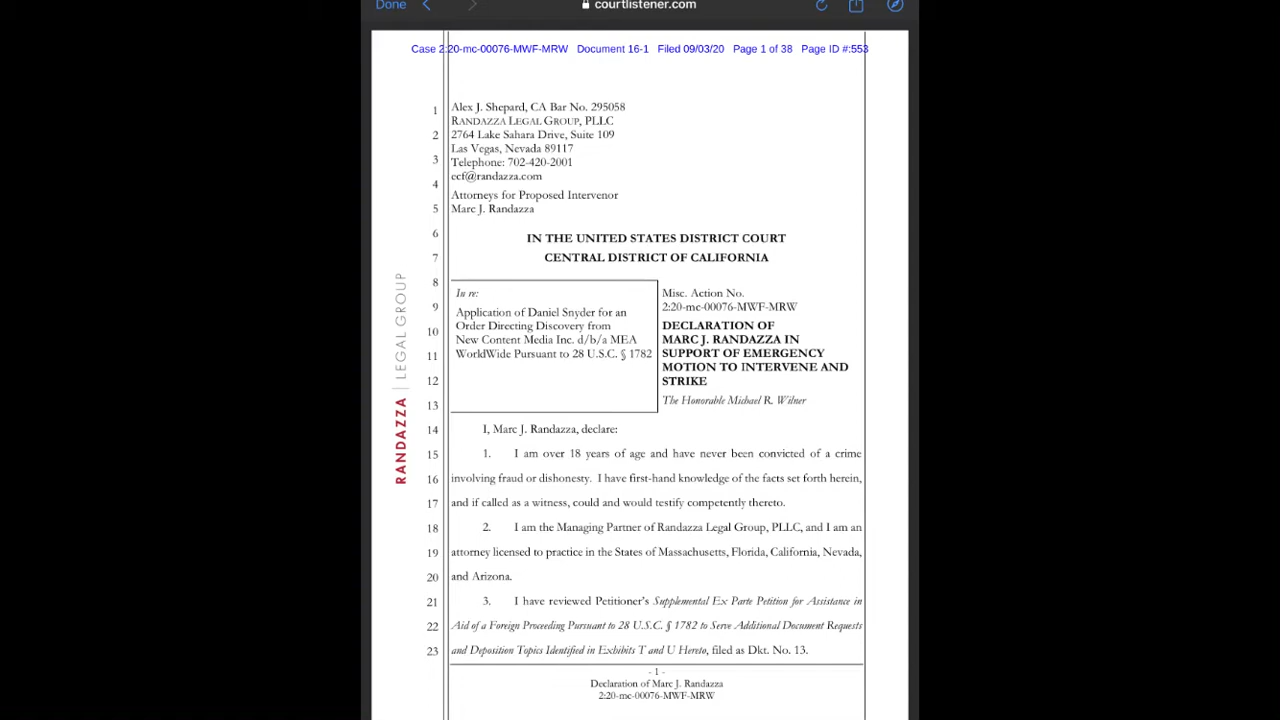 Done courtlistener.com
Case 2:20-mc-00076-MWF-MRW Document 16-1 Filed 09/03/20 Page 1 of 38 Page ID #:553
1 Alex J. Shepard, CA Bar No. 295058
RANDAZZA LEGAL GROUP, PLLC
2 2764 Lake Sahara Drive, Suite 109
Las Vegas, Nevada 89117
3 Telephone: 702-420-2001
ecf@randazza.com
4
Attorneys for Proposed Intervenor
5 Marc J. Randazza
6 IN THE UNITED STATES DISTRICT COURT
7 CENTRAL DISTRICT OF CALIFORNIA
8
In re:
9
Application of Daniel Snyder for an
10 Order Directing Discovery from
New Content Media Inc. d/b/a MEA
11 WorldWide Pursuant to 28 U.S.C. § 1782
12
13
Misc. Action No.
2:20-mc-00076-MWF-MRW
DECLARATION OF
MARC J. RANDAZZA IN
SUPPORT OF EMERGENCY
MOTION TO INTERVENE AND
STRIKE
The Honorable Michael R. Wilner
14 I, Marc J. Randazza, declare:
15 1. I am over 18 years of age and have never been convicted of a crime
16 involving fraud or dishonesty. I have first-hand knowledge of the facts set forth herein,
17 and if called as a witness, could and would testify competently thereto.
18 2. I am the Managing Partner of Randazza Legal Group, PLLC, and I am an
19 attorney licensed to practice in the States of Massachusetts, Florida, California, Nevada,
20 and Arizona.
21 3. I have reviewed Petitioner's Supplemental Ex Parte Petition for Assistance in
22 Aid of a Foreign Proceeding Pursuant to 28 U.S.C. § 1782 to Serve Additional Document Requests
23 and Deposition Topics Identified in Exhibits T and U Hereto, filed as Dkt. No. 13.
- 1 -
Declaration of Marc J. Randazza
2:20-mc-00076-MWF-MRW
RANDAZZA | LEGAL GROUP